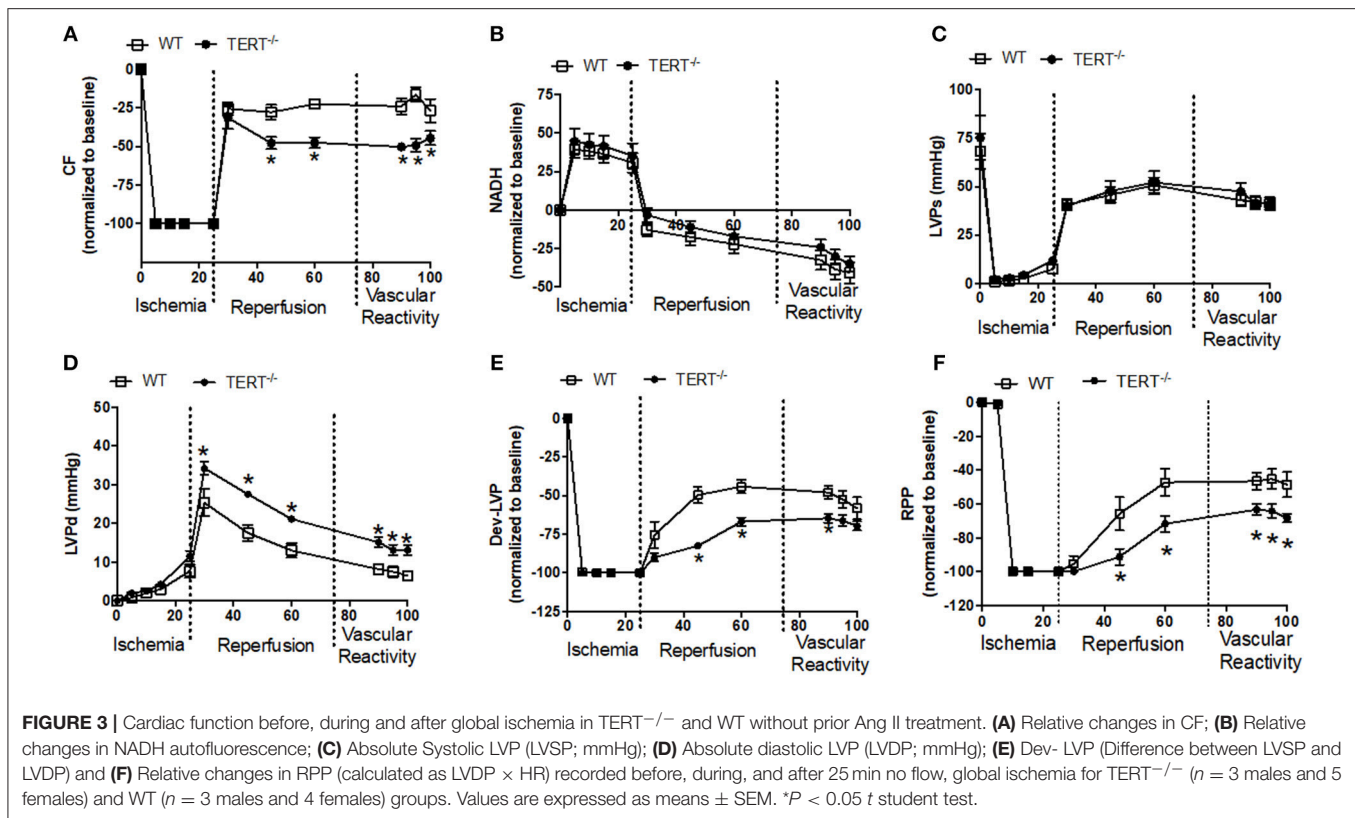 A
WT TERT-/-
CF
(normalized to baseline)
0
-25
-50
-75
-100
0 20 40 60 80 100
* * * * *
Ischemia Reperfusion Vascular Reactivity
B
WT TERT-/-
NADH
(normalized to baseline)
75
50
25
0
-25
-50
20 40 60 80 100
Ischemia Reperfusion Vascular Reactivity
C
WT TERT-/-
LVPs (mmHg)
100
75
50
25
0
0 20 40 60 80 100
Ischemia Reperfusion Vascular Reactivity
D
WT TERT-/-
LVPd (mmHg)
50
40
30
20
10
0
0 20 40 60 80 100
* * * * * *
Ischemia Reperfusion Vascular Reactivity
E
WT TERT-/-
Dev-LVP
(normalized to baseline)
0
-25
-50
-75
-100
-125
0 20 40 60 80 100
* * *
Ischemia Reperfusion Vascular Reactivity
F
WT TERT-/-
RPP
(normalized to baseline)
0
-20
-40
-60
-80
-100
-120
0 20 40 60 80 100
* * * * *
Ischemia Reperfusion Vascular Reactivity
FIGURE 3 | Cardiac function before, during and after global ischemia in TERT−/− and WT without prior Ang II treatment. (A) Relative changes in CF; (B) Relative
changes in NADH autofluorescence; (C) Absolute Systolic LVP (LVSP; mmHg); (D) Absolute diastolic LVP (LVDP; mmHg); (E) Dev- LVP (Difference between LVSP and
LVDP) and (F) Relative changes in RPP (calculated as LVDP × HR) recorded before, during, and after 25 min no flow, global ischemia for TERT−/− (n = 3 males and 5
females) and WT (n = 3 males and 4 females) groups. Values are expressed as means ± SEM. *P < 0.05 t student test.